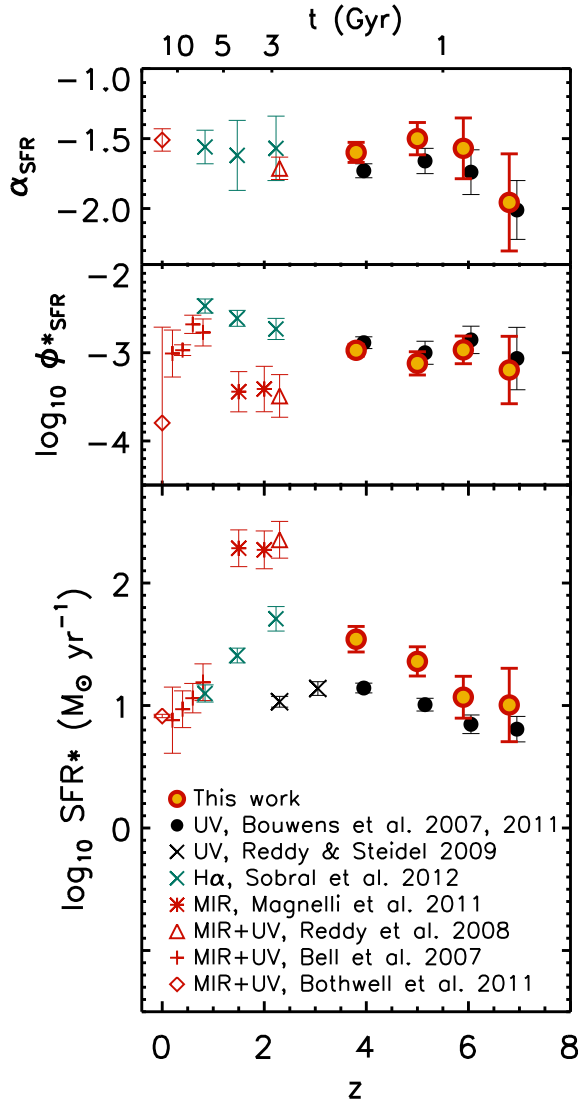 t (Gyr)
10 5 3 1
−1.0
−1.5
−2.0
αSFR
−2
−3
−4
log10 ϕ*SFR
2
1
0
log10 SFR* (M⊙ yr−1)
This work
UV, Bouwens et al. 2007, 2011
UV, Reddy & Steidel 2009
Hα, Sobral et al. 2012
MIR, Magnelli et al. 2011
MIR+UV, Reddy et al. 2008
MIR+UV, Bell et al. 2007
MIR+UV, Bothwell et al. 2011
0 2 4 6 8
z